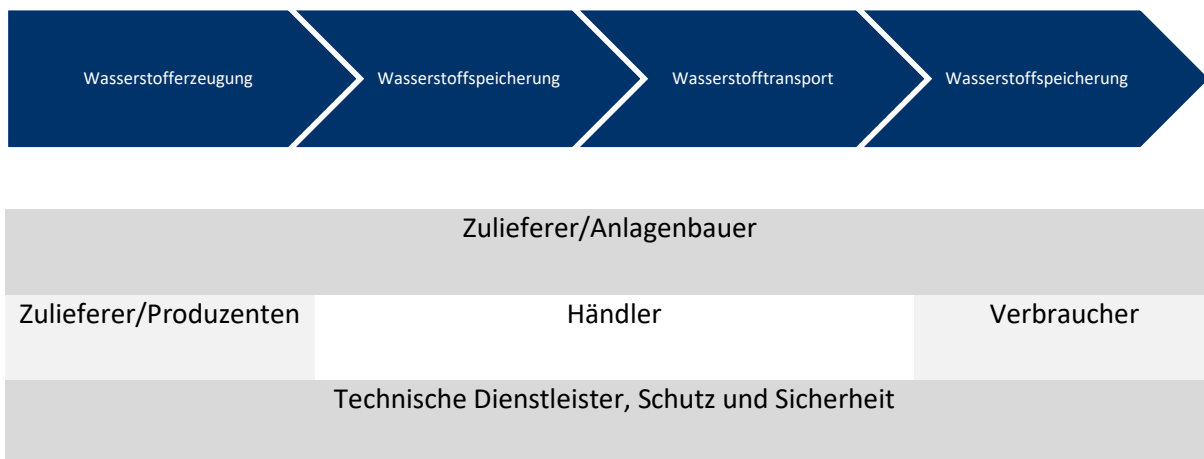 Wasserstofferzeugung
Wasserstoffspeicherung
Wasserstofftransport
Wasserstoffspeicherung
Zulieferer/Anlagenbauer
Zulieferer/Produzenten
Händler
Verbraucher
Technische Dienstleister, Schutz und Sicherheit